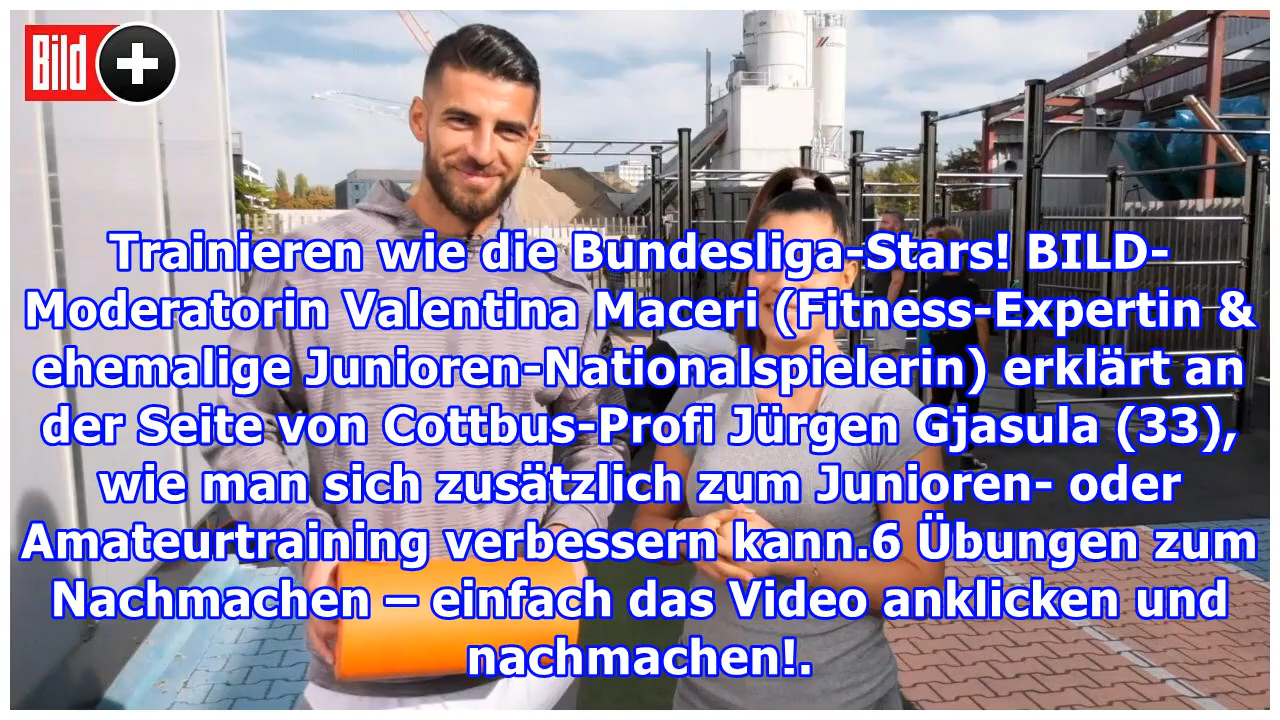 Bild +
Trainieren wie die Bundesliga-Stars! BILD-
Moderatorin Valentina Maceri (Fitness-Expertin &
ehemalige Junioren-Nationalspielerin) erklärt an
der Seite von Cottbus-Profi Jürgen Gjasula (33),
wie man sich zusätzlich zum Junioren- oder
Amateurtraining verbessern kann.6 Übungen zum
Nachmachen – einfach das Video anklicken und
nachmachen!.